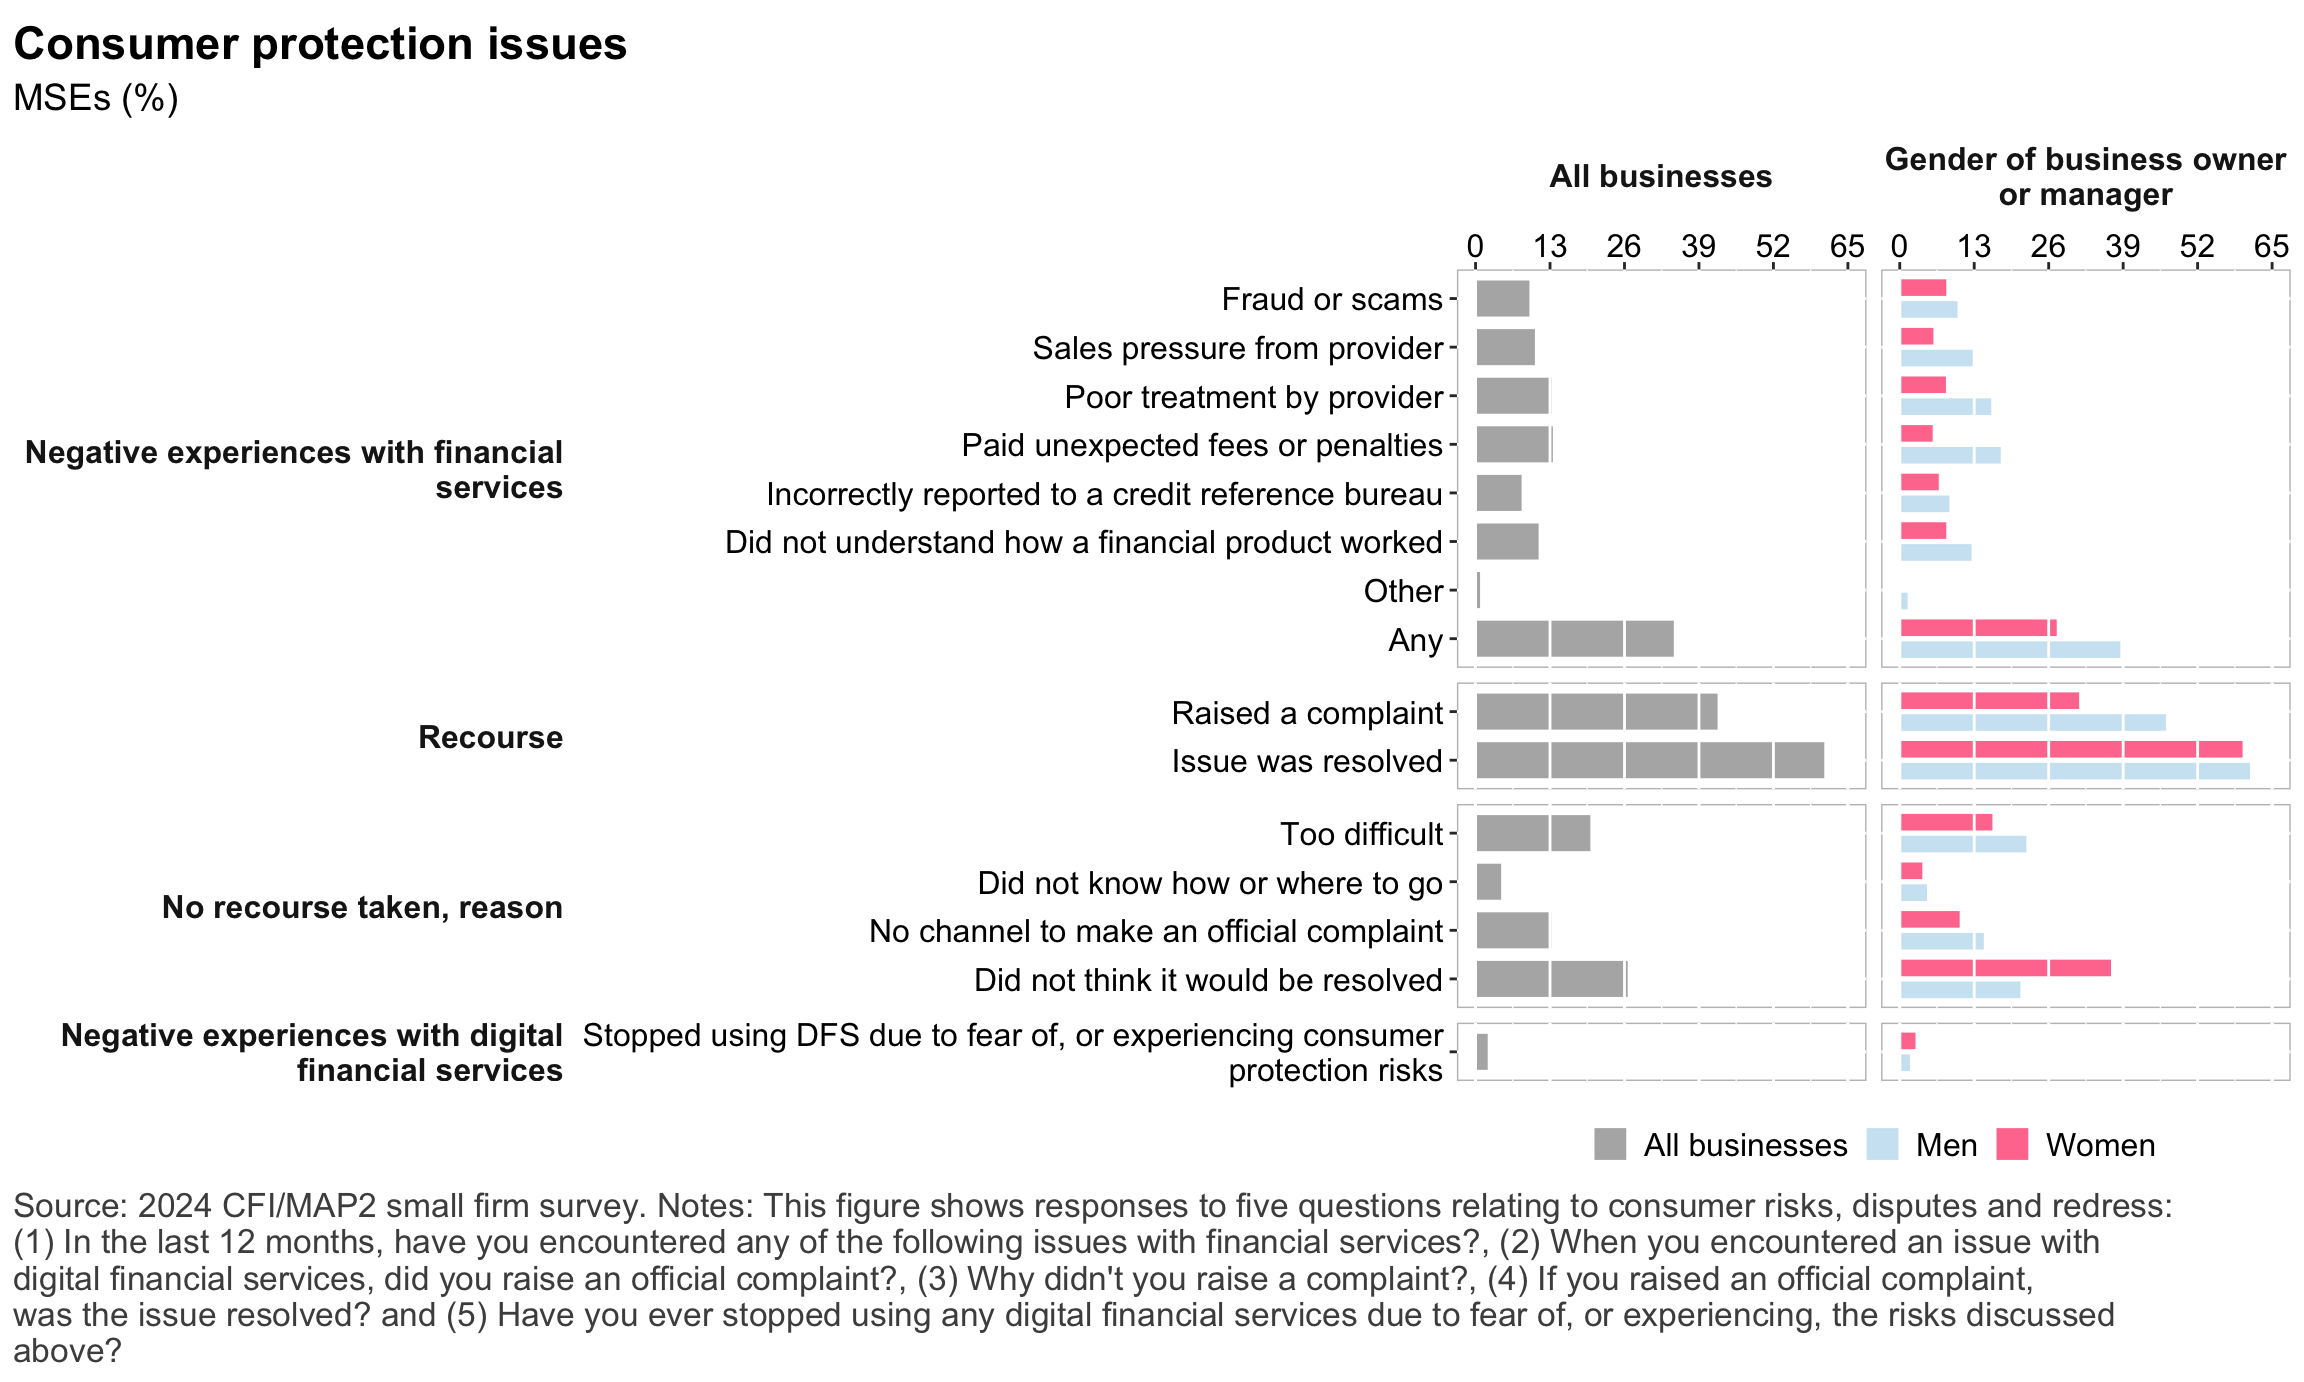 Consumer protection issues
MSEs (%)
All businesses
Gender of business owner
or manager
0 13 26 39 52 65
0 13 26 39 52 65
Negative experiences with financial
services
Fraud or scams
Sales pressure from provider
Poor treatment by provider
Paid unexpected fees or penalties
Incorrectly reported to a credit reference bureau
Did not understand how a financial product worked
Other
Any
Recourse
Raised a complaint
Issue was resolved
No recourse taken, reason
Too difficult
Did not know how or where to go
No channel to make an official complaint
Did not think it would be resolved
Negative experiences with digital
financial services
Stopped using DFS due to fear of, or experiencing consumer
protection risks
All businesses Men Women
Source: 2024 CFI/MAP2 small firm survey. Notes: This figure shows responses to five questions relating to consumer risks, disputes and redress:
(1) In the last 12 months, have you encountered any of the following issues with financial services?, (2) When you encountered an issue with
digital financial services, did you raise an official complaint?, (3) Why didn't you raise a complaint?, (4) If you raised an official complaint,
was the issue resolved? and (5) Have you ever stopped using any digital financial services due to fear of, or experiencing, the risks discussed
above?